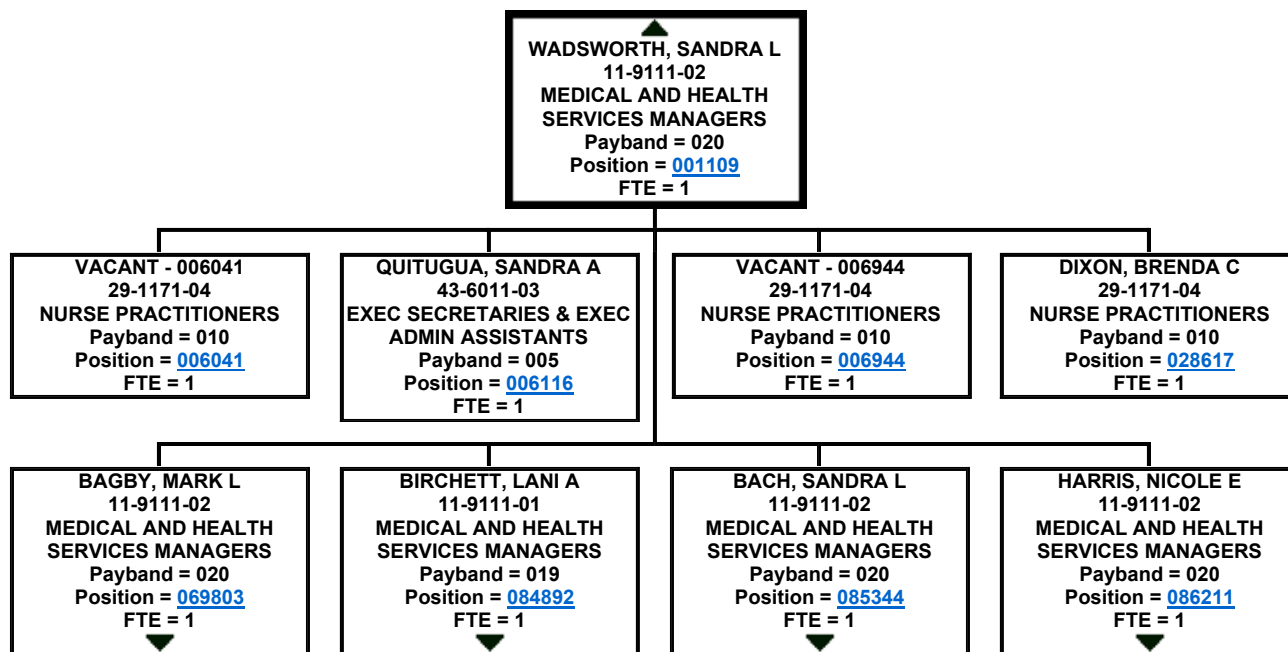 WADSWORTH, SANDRA L
11-9111-02
MEDICAL AND HEALTH
SERVICES MANAGERS
Payband = 020
Position = 001109
FTE = 1
VACANT - 006041
29-1171-04
NURSE PRACTITIONERS
Payband = 010
Position = 006041
FTE = 1
QUITUGUA, SANDRA A
43-6011-03
EXEC SECRETARIES & EXEC
ADMIN ASSISTANTS
Payband = 005
Position = 006116
FTE = 1
VACANT - 006944
29-1171-04
NURSE PRACTITIONERS
Payband = 010
Position = 006944
FTE = 1
DIXON, BRENDA C
29-1171-04
NURSE PRACTITIONERS
Payband = 010
Position = 028617
FTE = 1
BAGBY, MARK L
11-9111-02
MEDICAL AND HEALTH
SERVICES MANAGERS
Payband = 020
Position = 069803
FTE = 1
BIRCHETT, LANI A
11-9111-01
MEDICAL AND HEALTH
SERVICES MANAGERS
Payband = 019
Position = 084892
FTE = 1
BACH, SANDRA L
11-9111-02
MEDICAL AND HEALTH
SERVICES MANAGERS
Payband = 020
Position = 085344
FTE = 1
HARRIS, NICOLE E
11-9111-02
MEDICAL AND HEALTH
SERVICES MANAGERS
Payband = 020
Position = 086211
FTE = 1